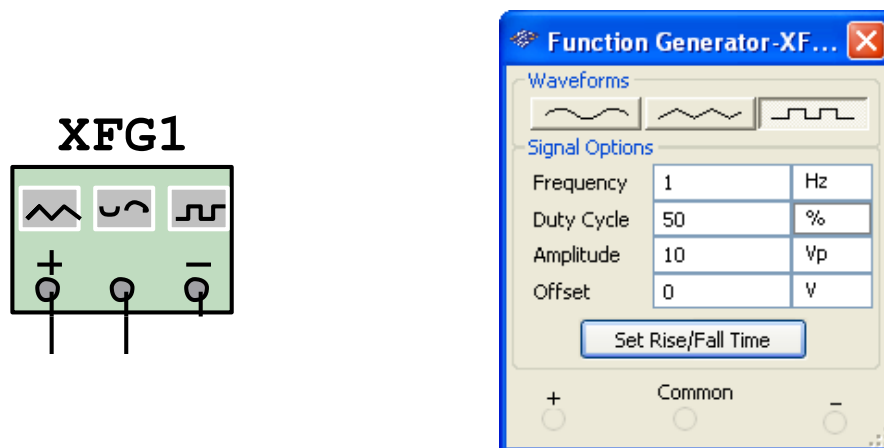 XFG1
+ −
Function Generator-XF...
Waveforms
Signal Options
Frequency 1 Hz
Duty Cycle 50 %
Amplitude 10 Vp
Offset 0 V
Set Rise/Fall Time
+ Common −